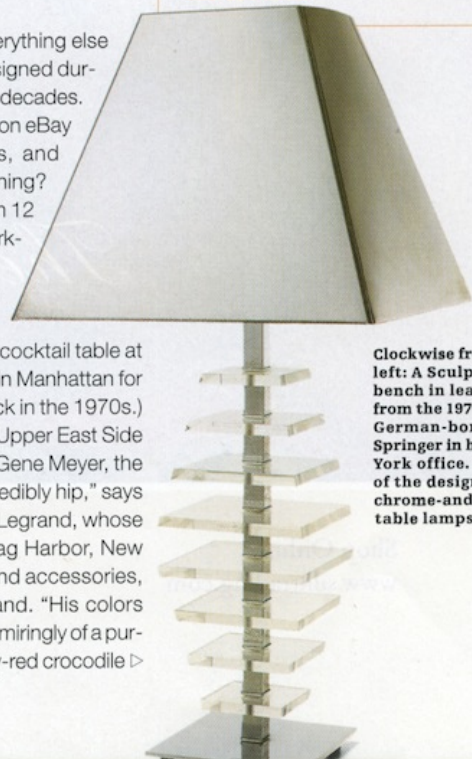 erything else
signed dur-
decades.
on eBay
s, and
ning?
n 12
rk-
cocktail table at
in Manhattan for
ck in the 1970s.)
Upper East Side
Gene Meyer, the
edibly hip," says
Legrand, whose
ag Harbor, New
nd accessories,
and. "His colors
miringly of a pur-
y-red crocodile ▷
Clockwise fr
left: A Sculp
bench in lea
from the 197
German-bor
Springer in h
York office.
of the design
chrome-and
table lamps